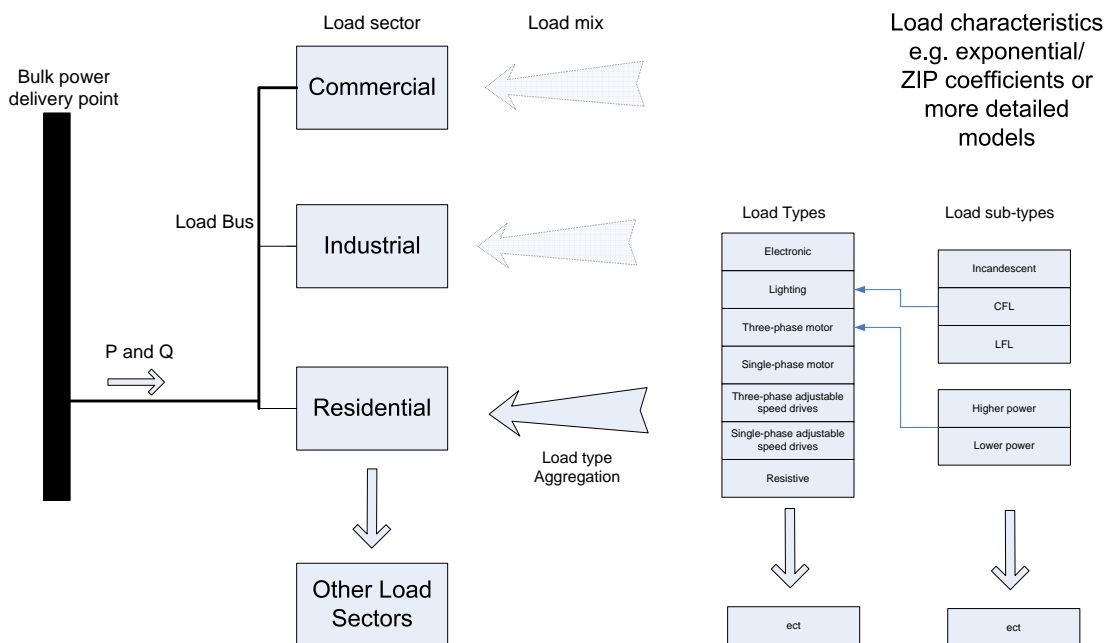 Load sector
Load mix
Load characteristics
e.g. exponential/
ZIP coefficients or
more detailed
models
Bulk power
delivery point
Commercial
Load Bus
Industrial
P and Q
Residential
Load type
Aggregation
Other Load
Sectors
Load Types
Electronic
Lighting
Three-phase motor
Single-phase motor
Three-phase adjustable
speed drives
Single-phase adjustable
speed drives
Resistive
ect
Load sub-types
Incandescent
CFL
LFL
Higher power
Lower power
ect